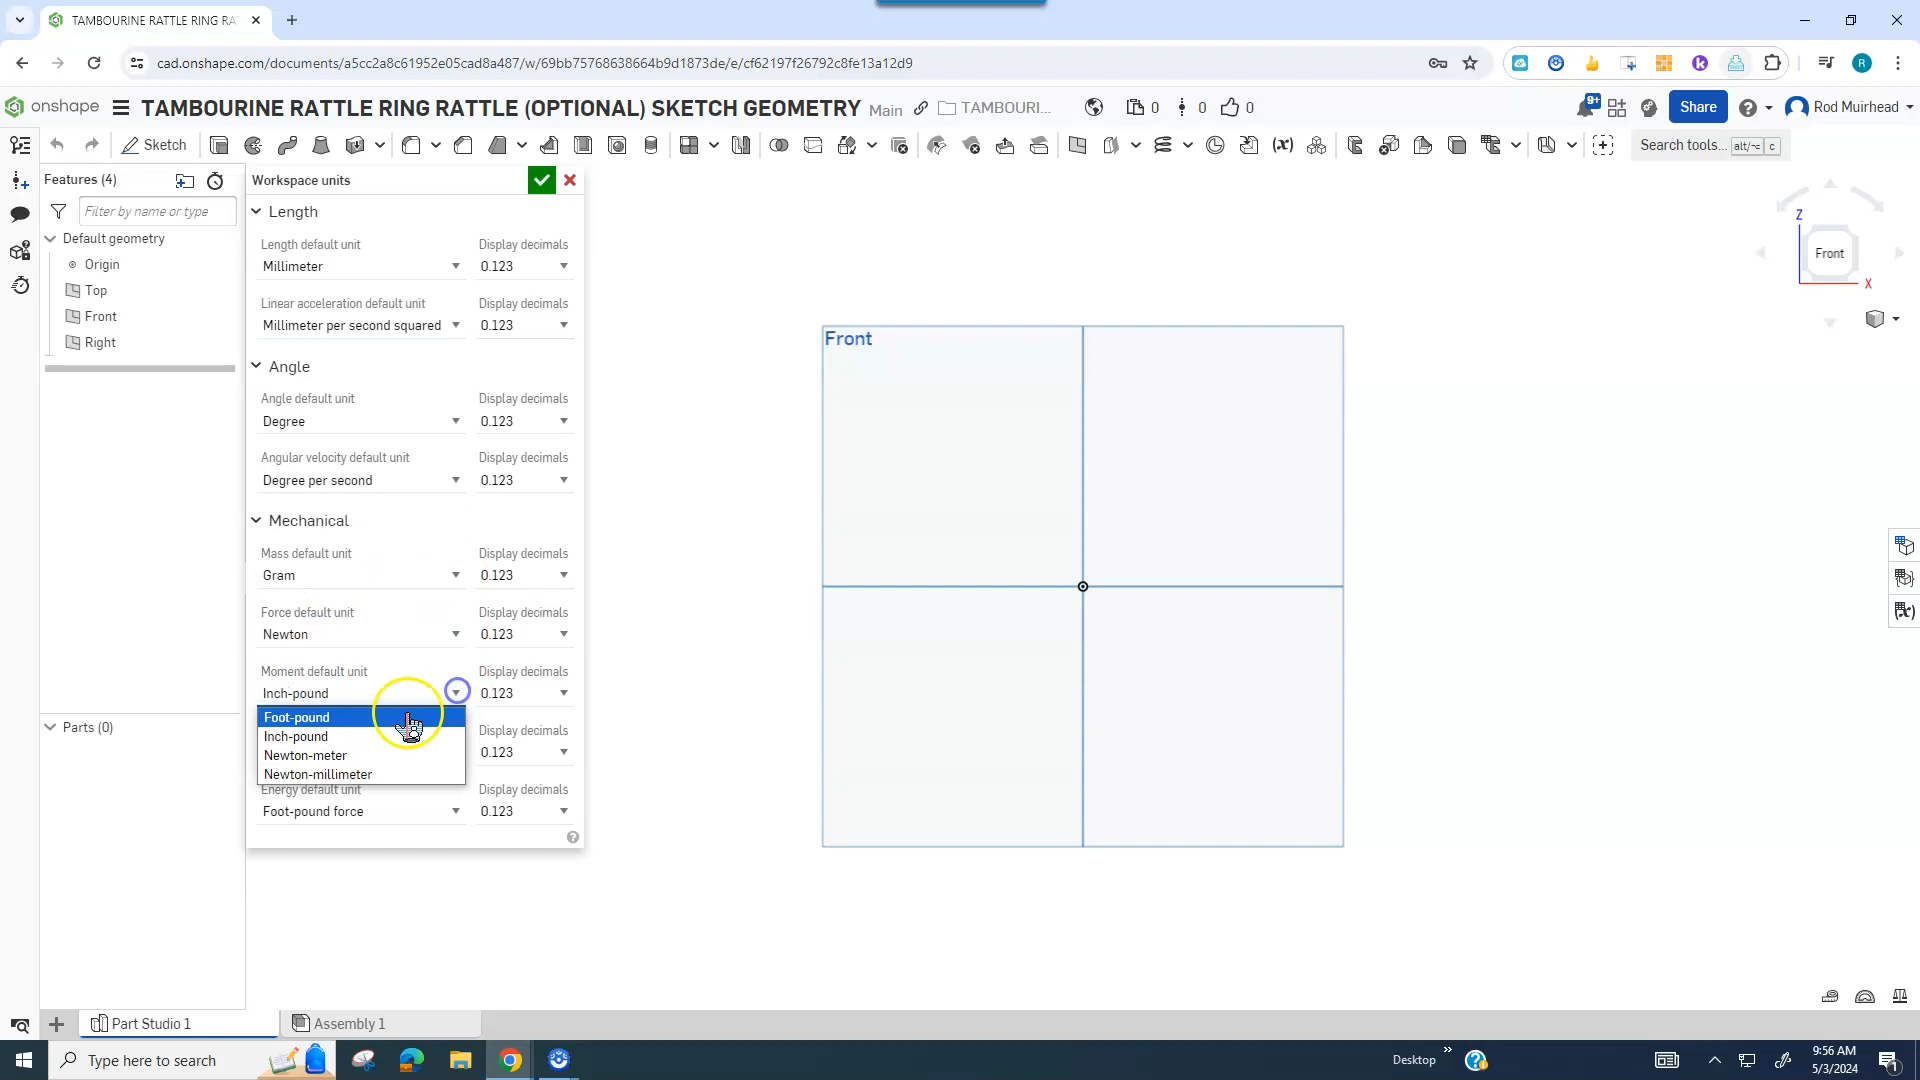 TAMBOURINE RATTLE RING RA
cad.onshape.com/documents/a5cc2a8c61952e05cad8a487/w/69bb75768638664b9d1873de/e/cf62197f26792c8fe13a12d9
R
onshape
TAMBOURINE RATTLE RING RATTLE (OPTIONAL) SKETCH GEOMETRY
Main
TAMBOURI...
0
0
0
9+
Share
Rod Muirhead
Sketch
Search tools...
alt/⌥
c
Features (4)
Filter by name or type
Default geometry
Origin
Top
Front
Right
Parts (0)
Workspace units
Length
Length default unit
Display decimals
Millimeter
0.123
Linear acceleration default unit
Display decimals
Millimeter per second squared
0.123
Angle
Angle default unit
Display decimals
Degree
0.123
Angular velocity default unit
Display decimals
Degree per second
0.123
Mechanical
Mass default unit
Display decimals
Gram
0.123
Force default unit
Display decimals
Newton
0.123
Moment default unit
Display decimals
Inch-pound
0.123
Foot-pound
Inch-pound
Newton-meter
Newton-millimeter
Display decimals
0.123
Energy default unit
Display decimals
Foot-pound force
0.123
Front
Z
Front
X
Part Studio 1
Assembly 1
Type here to search
Desktop
9:56 AM
5/3/2024
1